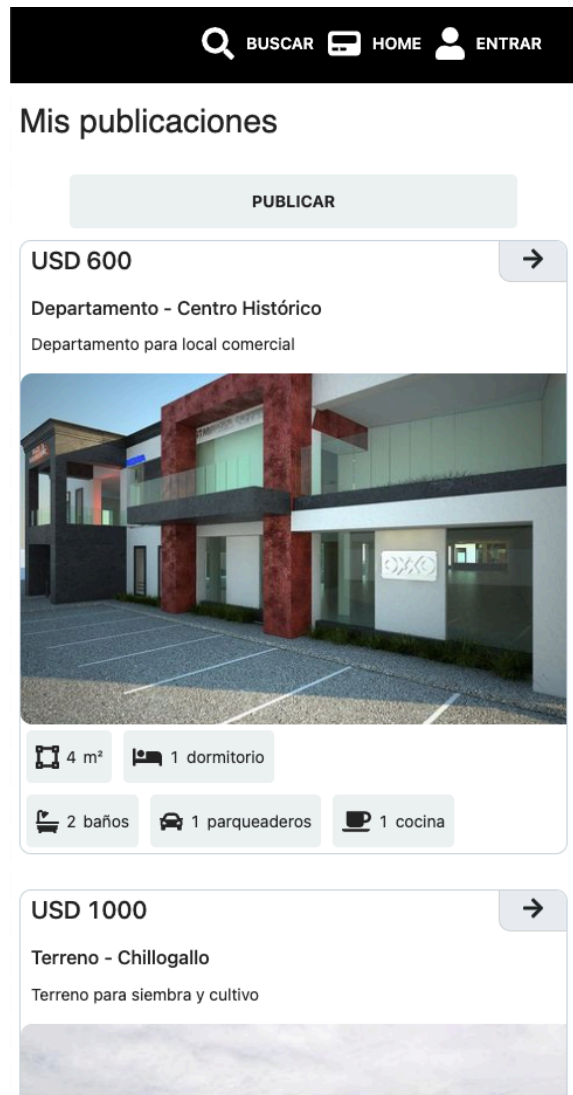 BUSCAR HOME ENTRAR
Mis publicaciones
PUBLICAR
USD 600
Departamento - Centro Histórico
Departamento para local comercial
OXXO
4 m²
1 dormitorio
2 baños
1 parqueaderos
1 cocina
USD 1000
Terreno - Chillogallo
Terreno para siembra y cultivo